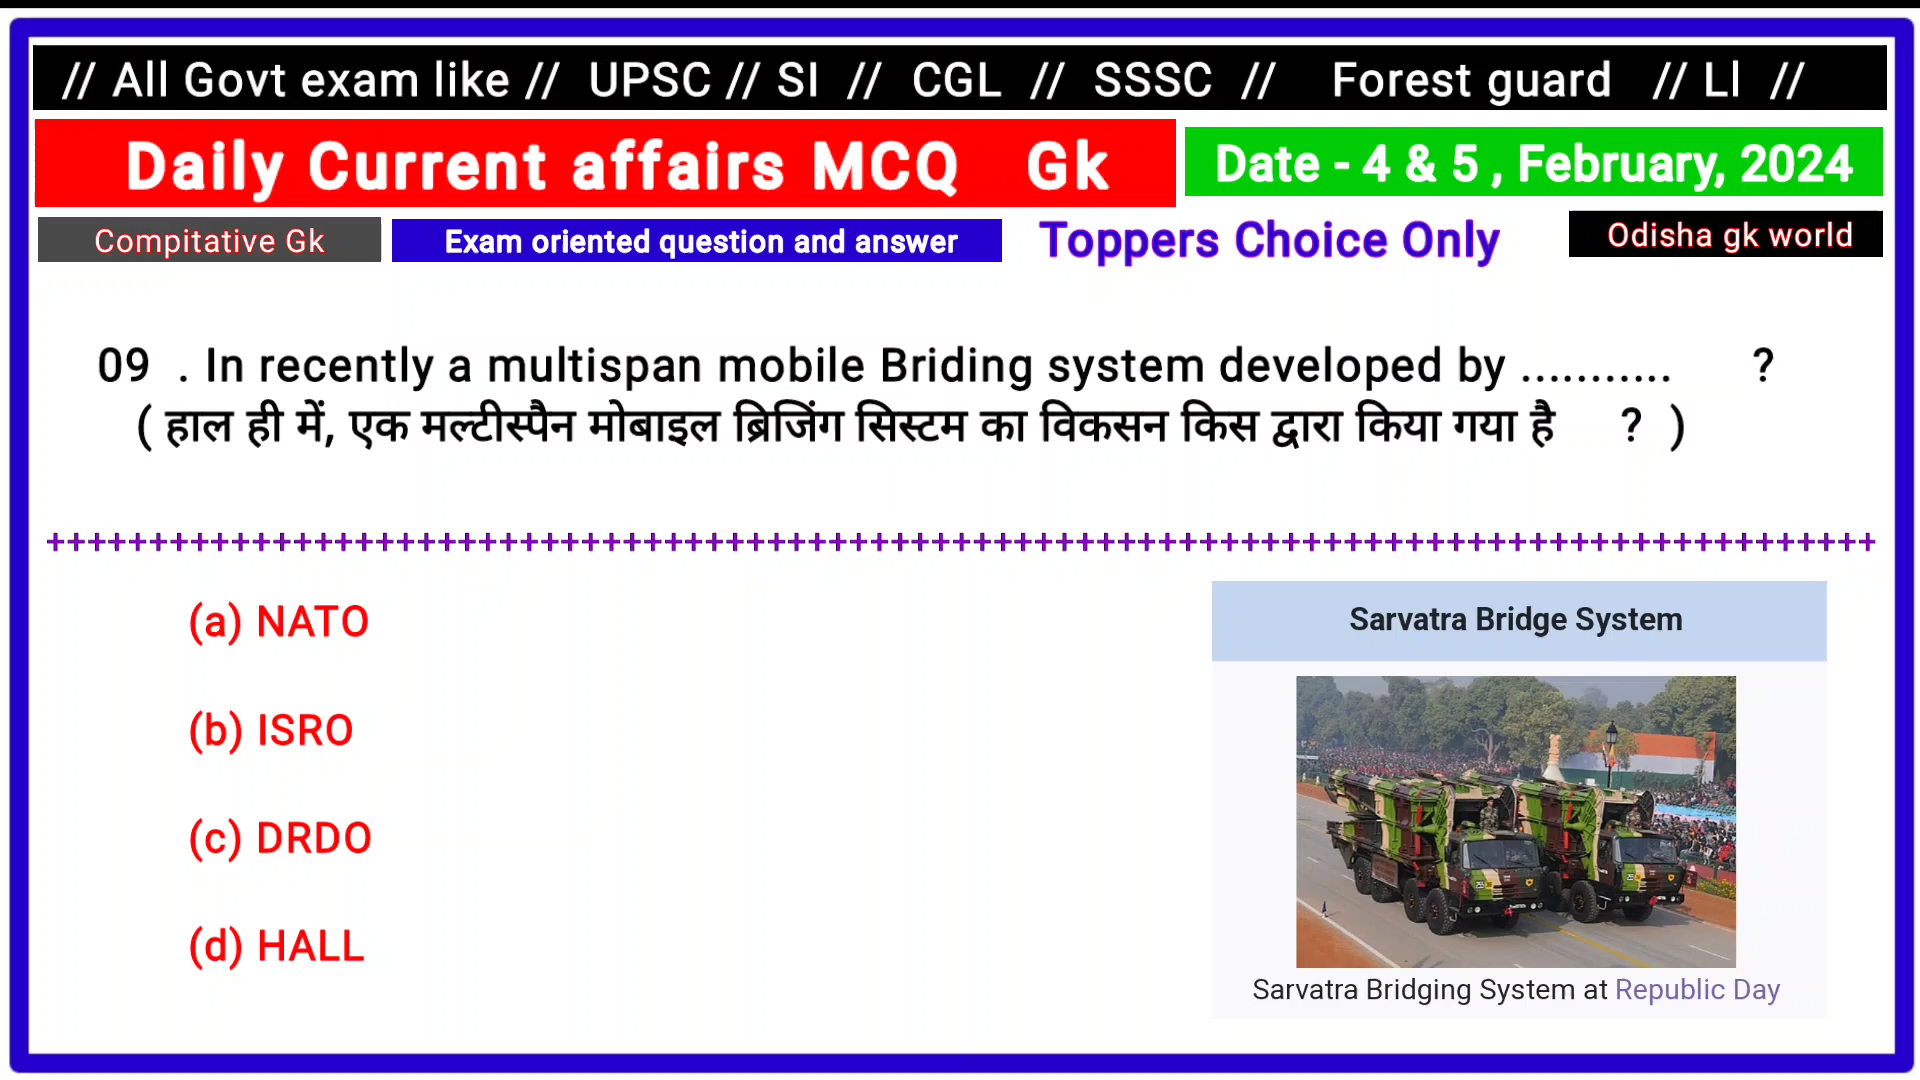 // All Govt exam like // UPSC // SI // CGL // SSSC // Forest guard // Ll //
Daily Current affairs MCQ Gk
Date - 4 & 5 , February, 2024
Compitative Gk
Exam oriented question and answer
Toppers Choice Only
Odisha gk world
09 . In recently a multispan mobile Briding system developed by ........... ?
( हाल ही में, एक मल्टीस्पैन मोबाइल ब्रिजिंग सिस्टम का विकसन किस द्वारा किया गया है ? )
+++++++++++++++++++++++++++++++++++++++++++++++++++++++++++++++++++++++++++++++++++++++++
(a) NATO
(b) ISRO
(c) DRDO
(d) HALL
Sarvatra Bridge System
Sarvatra Bridging System at Republic Day